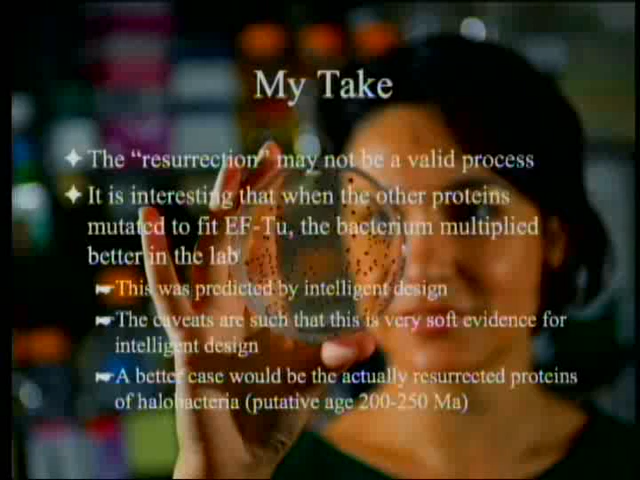 My Take
The “resurrection” may not be a valid process
It is interesting that when the other proteins
mutated to fit EF-Tu, the bacterium multiplied
better in the lab
This was predicted by intelligent design
The caveats are such that this is very soft evidence for
intelligent design
A better case would be the actually resurrected proteins
of halobacteria (putative age 200-250 Ma)